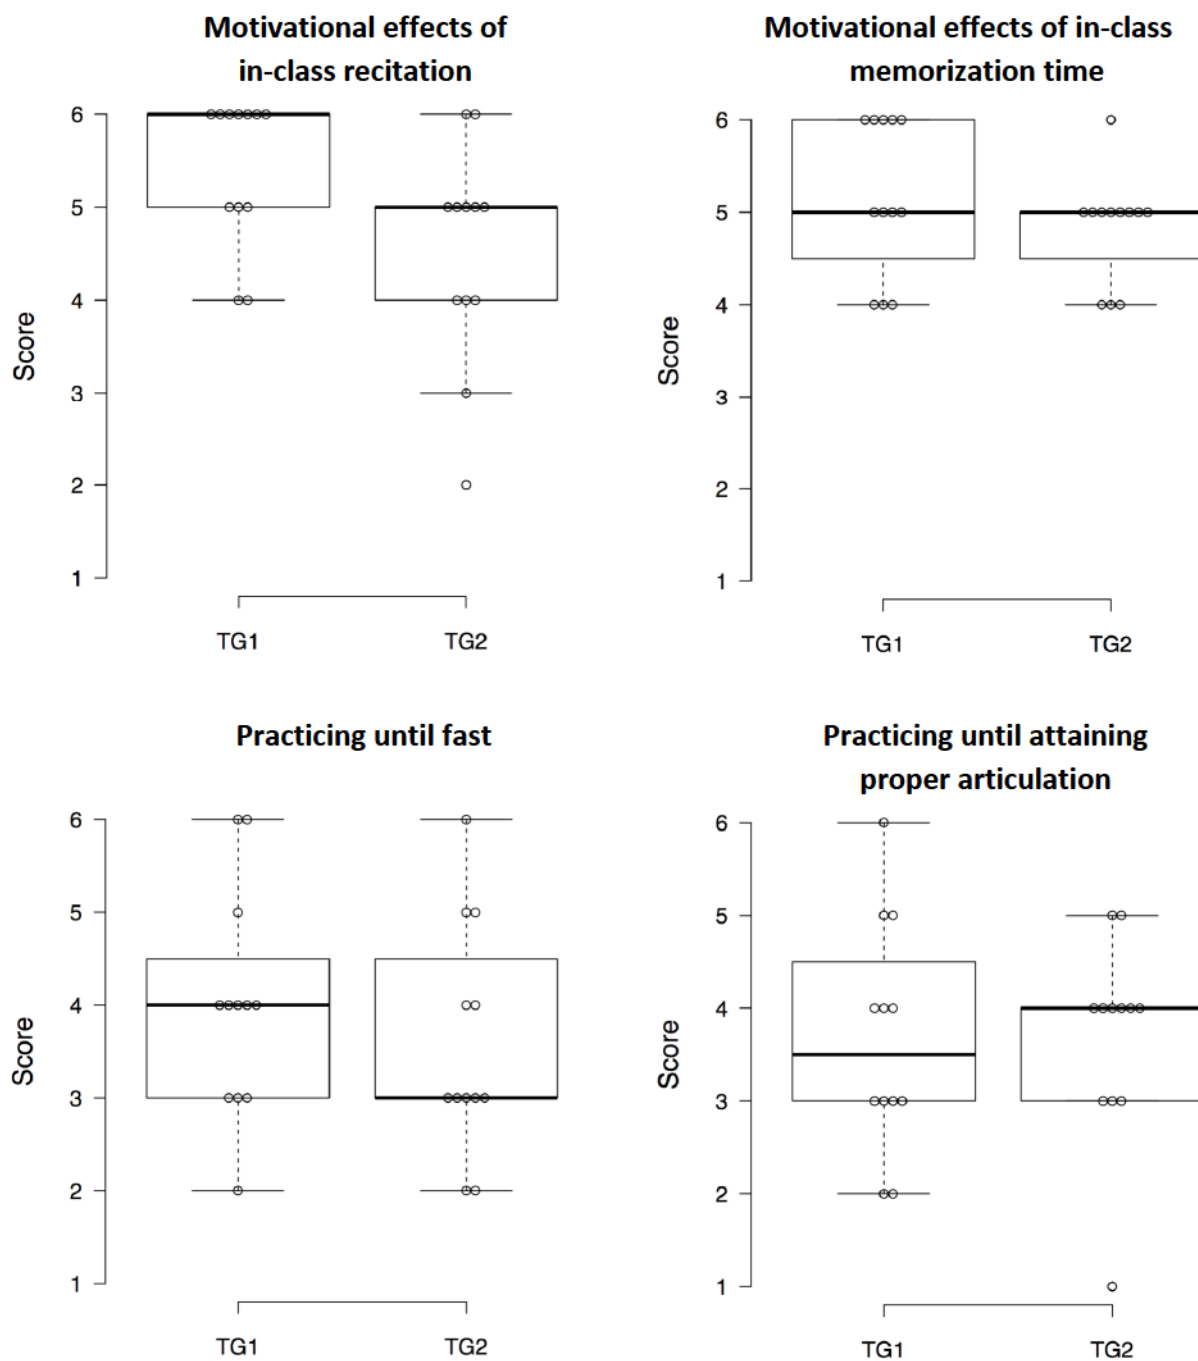 Motivational effects of
in-class recitation
6
5
4
3
2
1
Score
TG1
TG2
Motivational effects of in-class
memorization time
6
5
4
3
2
1
Score
TG1
TG2
Practicing until fast
6
5
4
3
2
1
Score
TG1
TG2
Practicing until attaining
proper articulation
6
5
4
3
2
1
Score
TG1
TG2